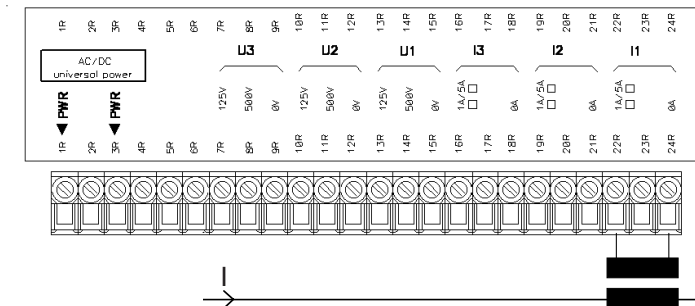 1R 2R 3R 4R 5R 6R 7R 8R 9R 10R 11R 12R 13R 14R 15R 16R 17R 18R 19R 20R 21R 22R 23R 24R
U3 U2 U1 I3 I2 I1
AC/DC
universal power
PWR PWR 125V 500V 0V 125V 500V 0V 125V 500V 0V 1A/5A 0A 1A/5A 0A 1A/5A 0A
1R 2R 3R 4R 5R 6R 7R 8R 9R 10R 11R 12R 13R 14R 15R 16R 17R 18R 19R 20R 21R 22R 23R 24R
I